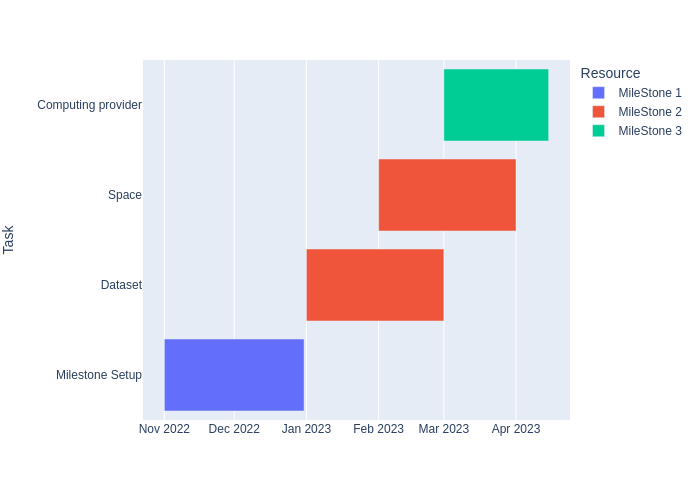 Resource
MileStone 1
MileStone 2
MileStone 3
Computing provider
Space
Task
Dataset
Milestone Setup
Nov 2022 Dec 2022 Jan 2023 Feb 2023 Mar 2023 Apr 2023